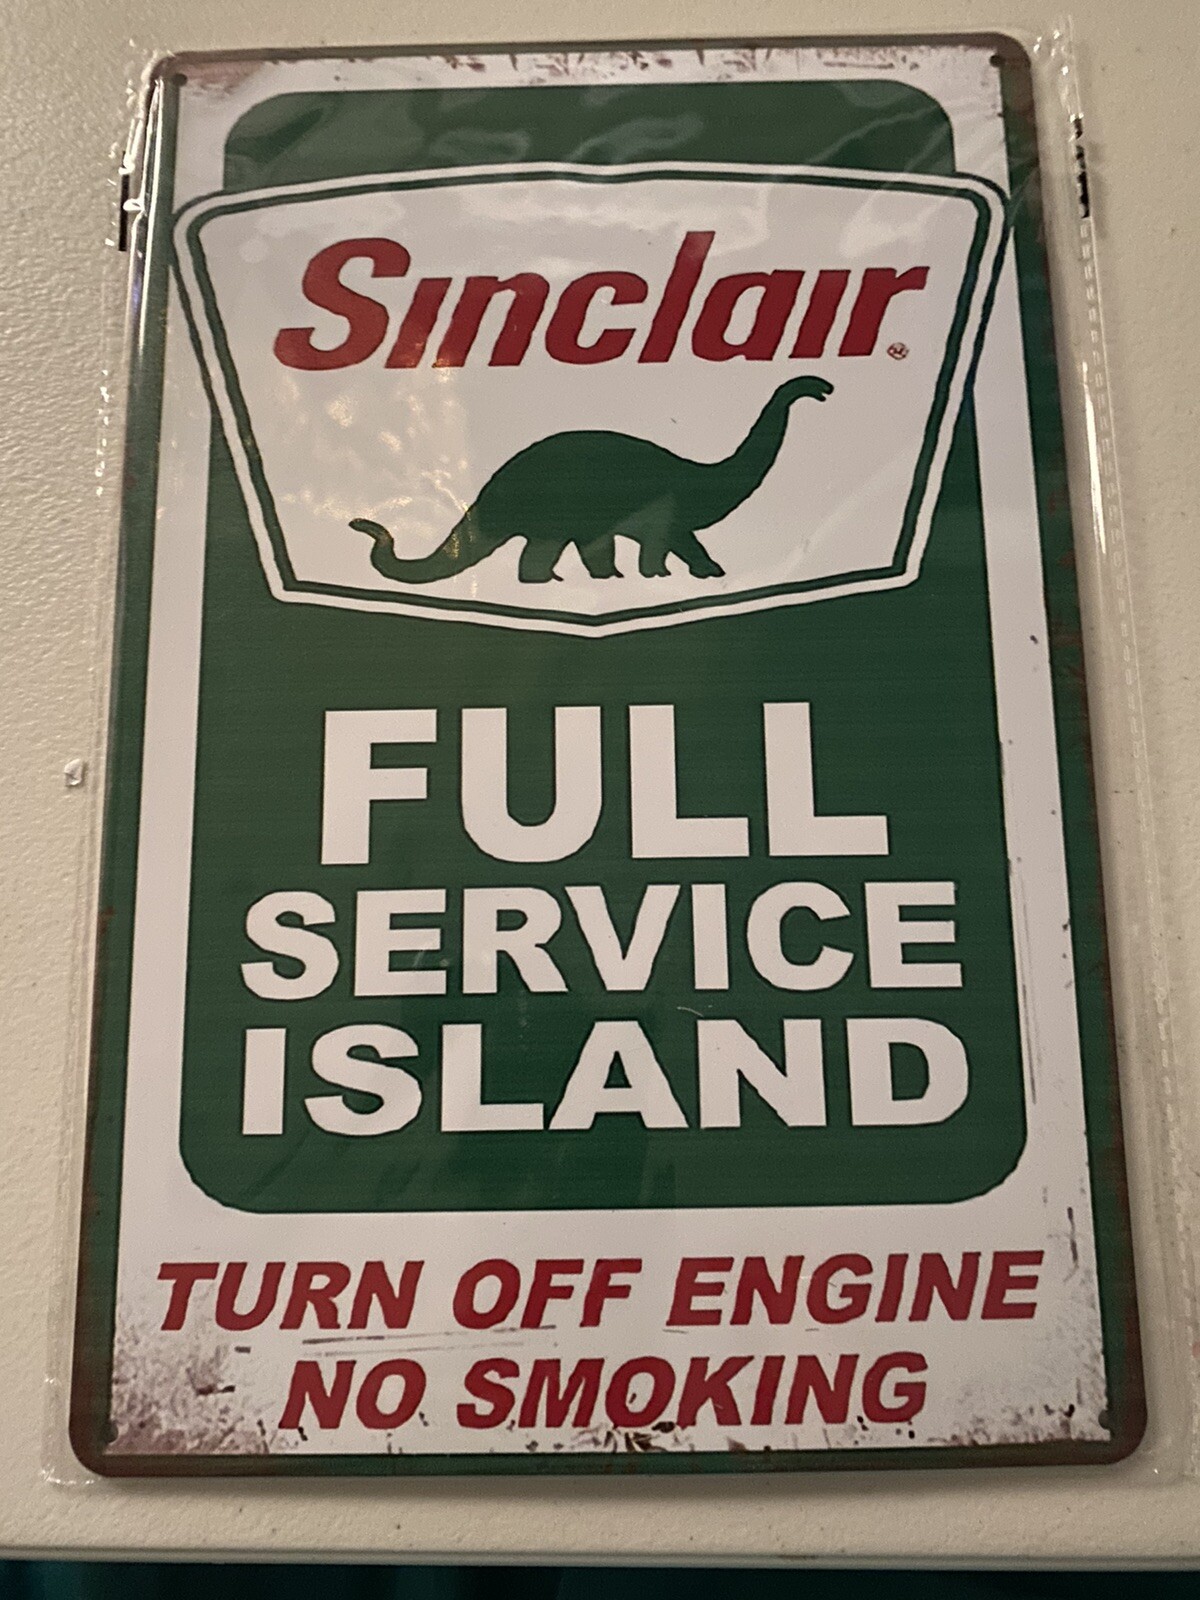 Sinclair
FULL
SERVICE
ISLAND
TURN OFF ENGINE
NO SMOKING